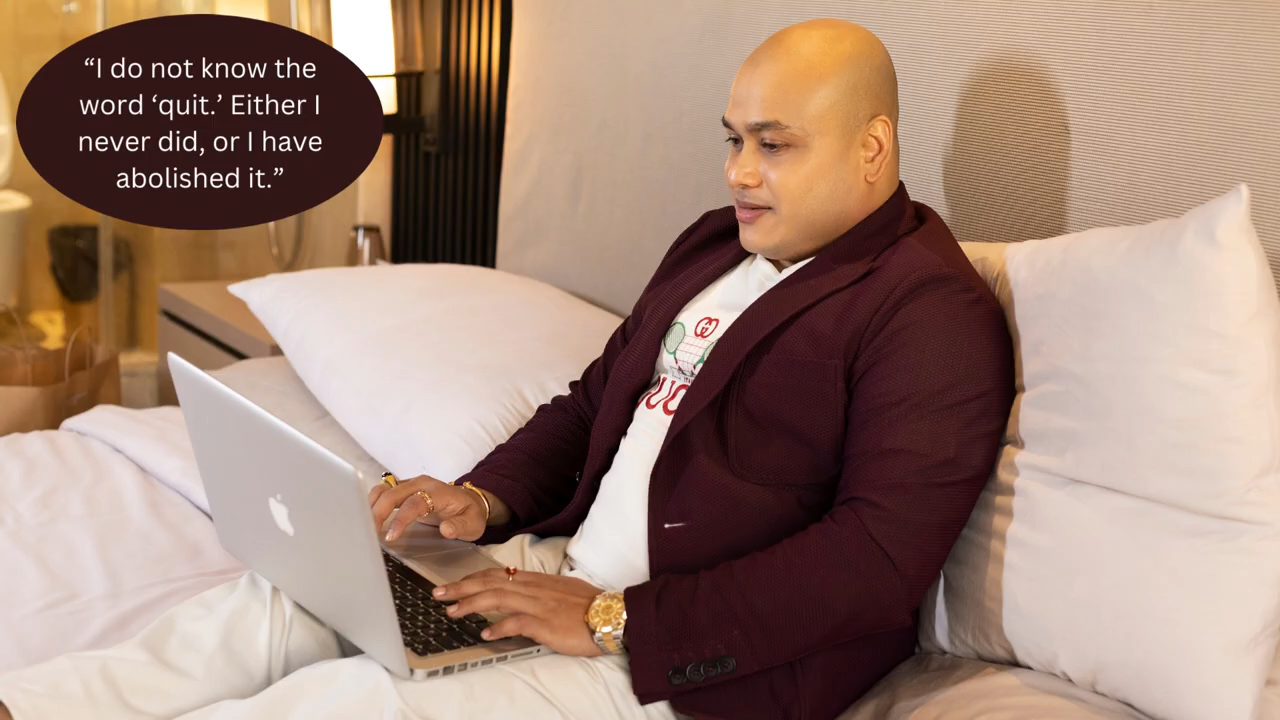 “I do not know the
word ‘quit.’ Either I
never did, or I have
abolished it.”